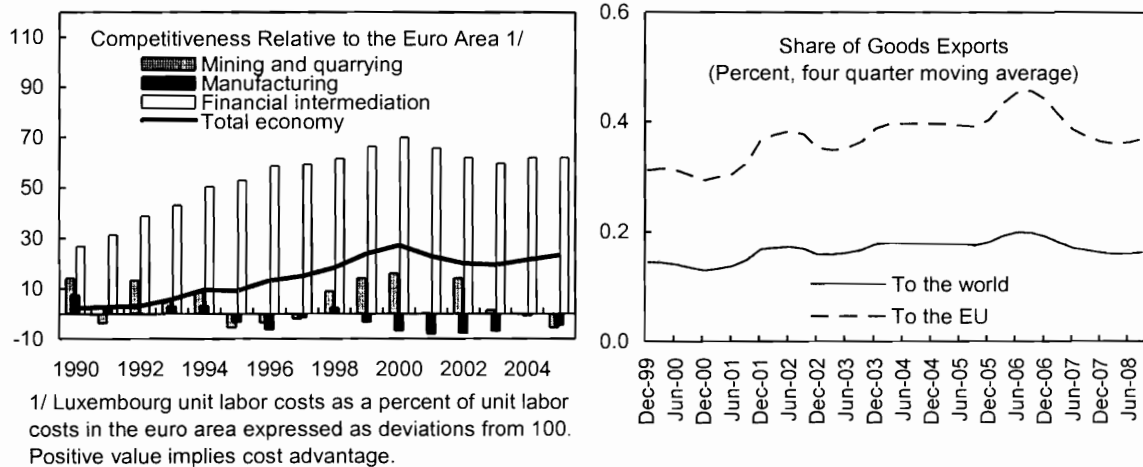 Competitiveness Relative to the Euro Area 1/
Mining and quarrying
Manufacturing
Financial intermediation
Total economy
110
90
70
50
30
10
-10
1990 1992 1994 1996 1998 2000 2002 2004
1/ Luxembourg unit labor costs as a percent of unit labor
costs in the euro area expressed as deviations from 100.
Positive value implies cost advantage.
Share of Goods Exports
(Percent, four quarter moving average)
0.6
0.4
0.2
0.0
To the world
To the EU
Dec-99
Jun-00
Dec-00
Jun-01
Dec-01
Jun-02
Dec-02
Jun-03
Dec-03
Jun-04
Dec-04
Jun-05
Dec-05
Jun-06
Dec-06
Jun-07
Dec-07
Jun-08